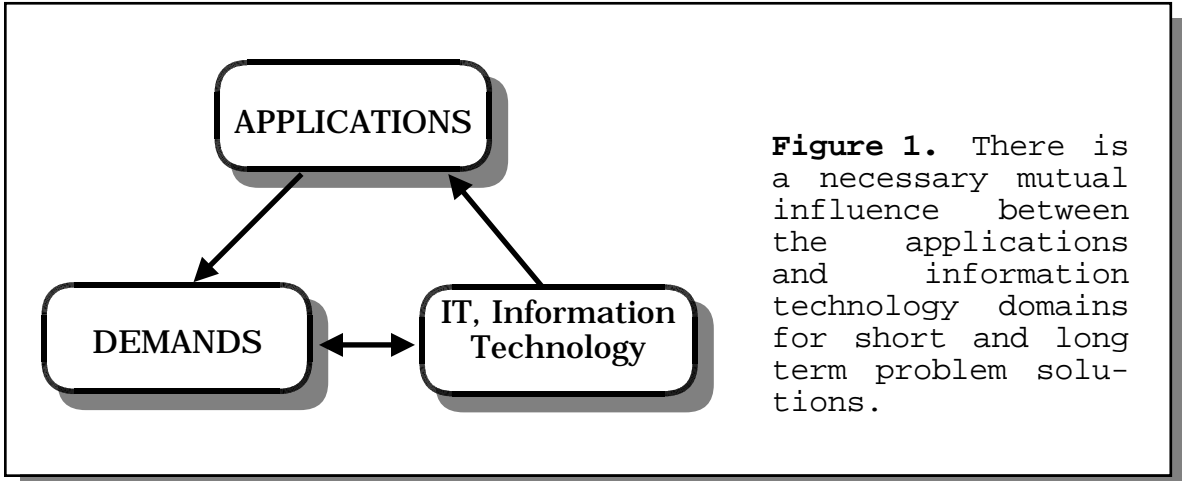 APPLICATIONS
DEMANDS
IT, Information
Technology
Figure 1. There is
a necessary mutual
influence between
the applications
and information
technology domains
for short and long
term problem solu-
tions.